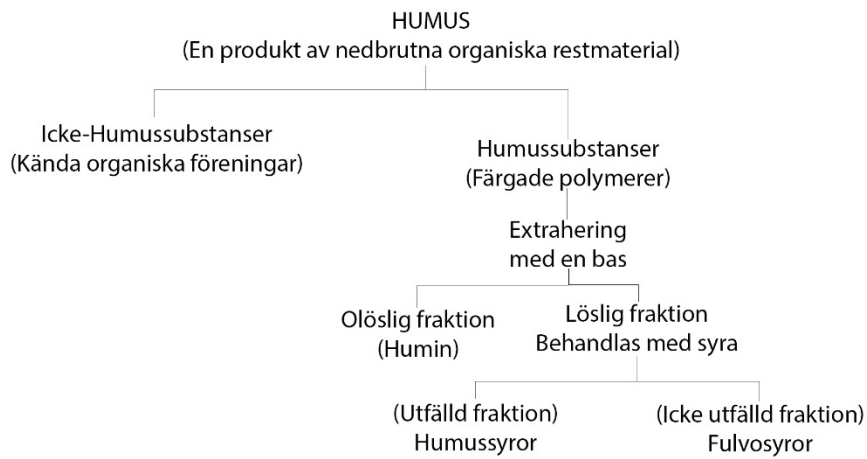 HUMUS
(En produkt av nedbrutna organiska restmaterial)
Icke-Humussubstanser
(Kända organiska föreningar)
Humussubstanser
(Färgade polymerer)
Extrahering
med en bas
Olöslig fraktion
(Humin)
Löslig fraktion
Behandlas med syra
(Utfälld fraktion)
Humussyror
(Icke utfälld fraktion)
Fulvosyror